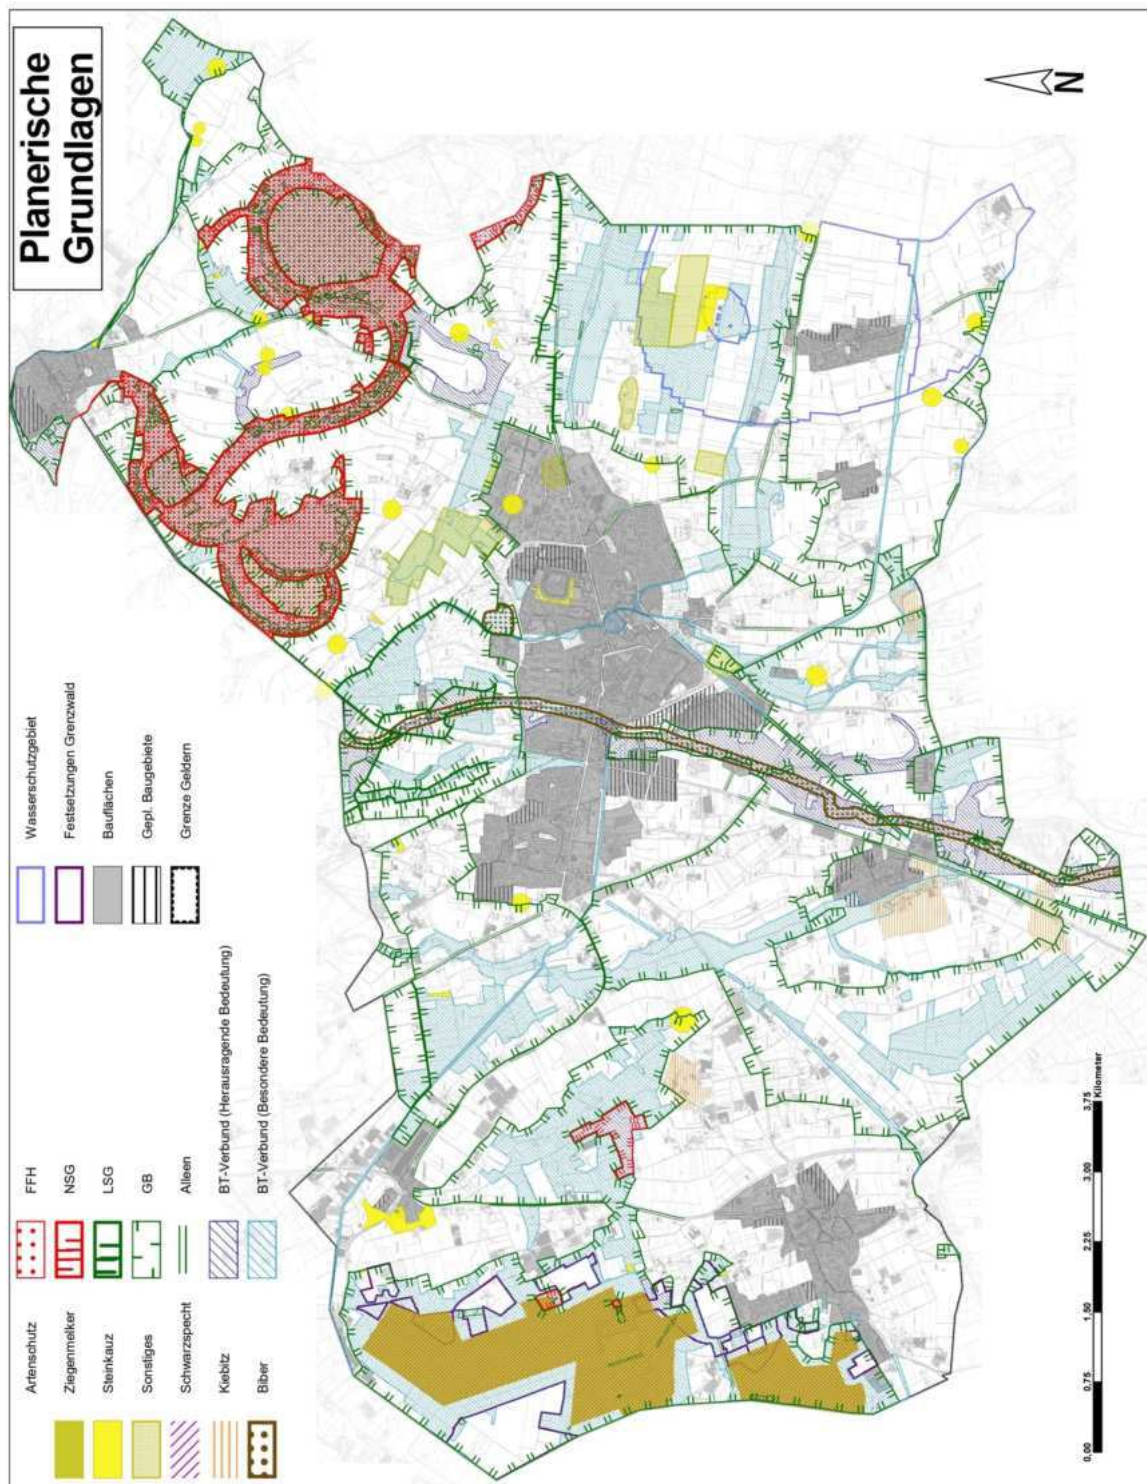 Planerische
Grundlagen
N
Artenschutz
Ziegenmelker
Steinkauz
Sonstiges
Schwarzspecht
Kiebitz
Biber
FFH
NSG
LSG
GB
Alleen
BT-Verbund (Herausragende Bedeutung)
BT-Verbund (Besondere Bedeutung)
Wasserschutzgebiet
Festsetzungen Grenzwald
Bauflächen
Gepl. Baugebiete
Grenze Geldern
0,00 0,75 1,50 2,25 3,00 3,75
Kilometer